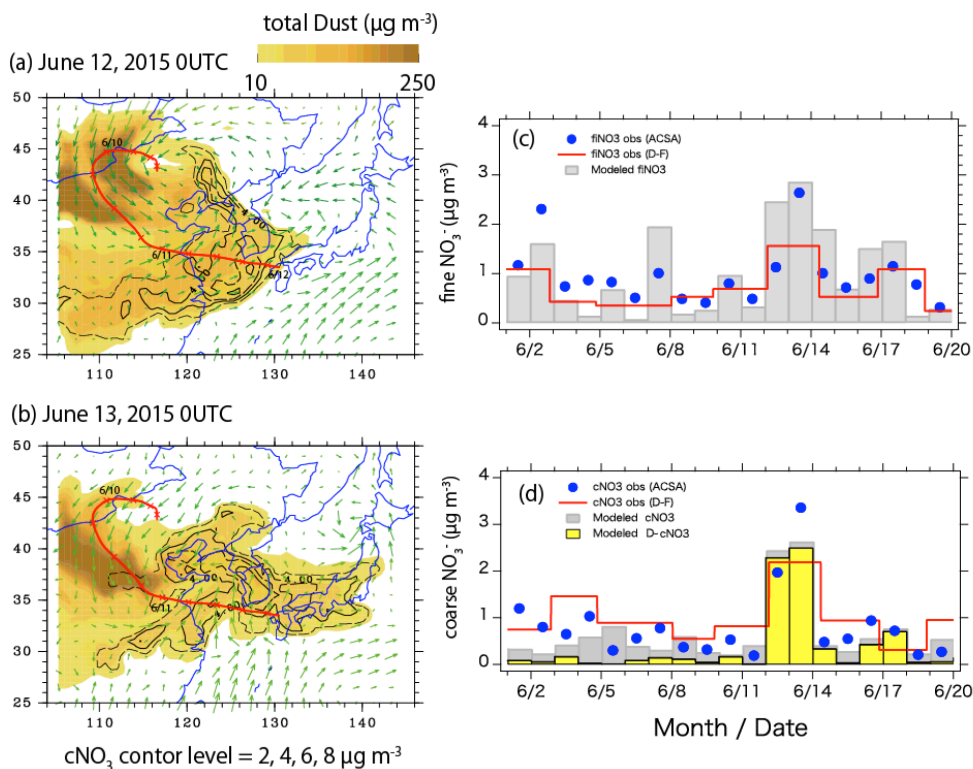 total Dust (µg m-3)
(a) June 12, 2015 0UTC
10 250
50
45
40
35
30
25
110 120 130 140
6/10
6/11
6/12
4.00
(b) June 13, 2015 0UTC
50
45
40
35
30
25
110 120 130 140
6/10
6/11
4.00
4.00
cNO3 contor level = 2, 4, 6, 8 µg m-3
(c)
fiNO3 obs (ACSA)
fiNO3 obs (D-F)
Modeled fiNO3
fine NO3- (µg m-3)
4
3
2
1
0
6/2 6/5 6/8 6/11 6/14 6/17 6/20
(d)
cNO3 obs (ACSA)
cNO3 obs (D-F)
Modeled cNO3
Modeled D-cNO3
coarse NO3- (µg m-3)
4
3
2
1
0
6/2 6/5 6/8 6/11 6/14 6/17 6/20
Month / Date